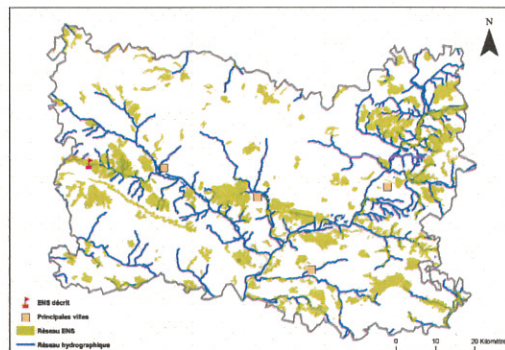 N
ENS décrit
Principales villes
Réseau ENS
Réseau hydrographique
0 10 20 Kilomètre